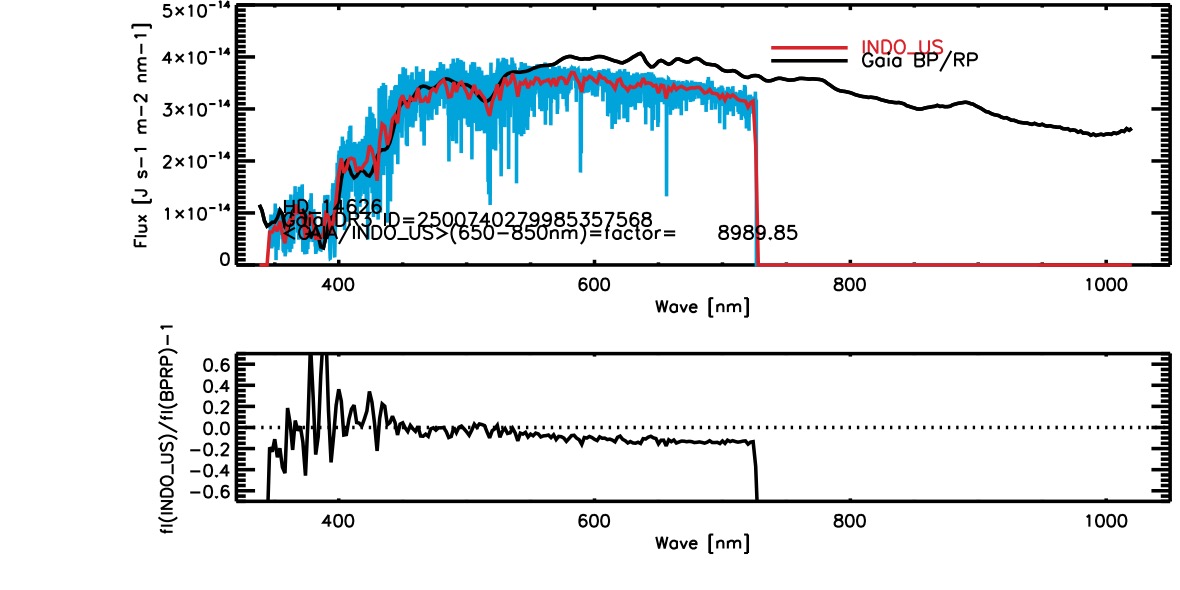 5×10⁻¹⁴
4×10⁻¹⁴
3×10⁻¹⁴
2×10⁻¹⁴
1×10⁻¹⁴
0
Flux [J s-1 m-2 nm-1]
INDO_US
Gaia BP/RP
HD_14626
Gaia DR3 ID=2500740279985357568
<GAIA/INDO_US>(650-850nm)=factor= 8989.85
400 600 800 1000
Wave [nm]
fl(INDO_US)/fl(BPRP)-1
0.6
0.4
0.2
0.0
-0.2
-0.4
-0.6
400 600 800 1000
Wave [nm]